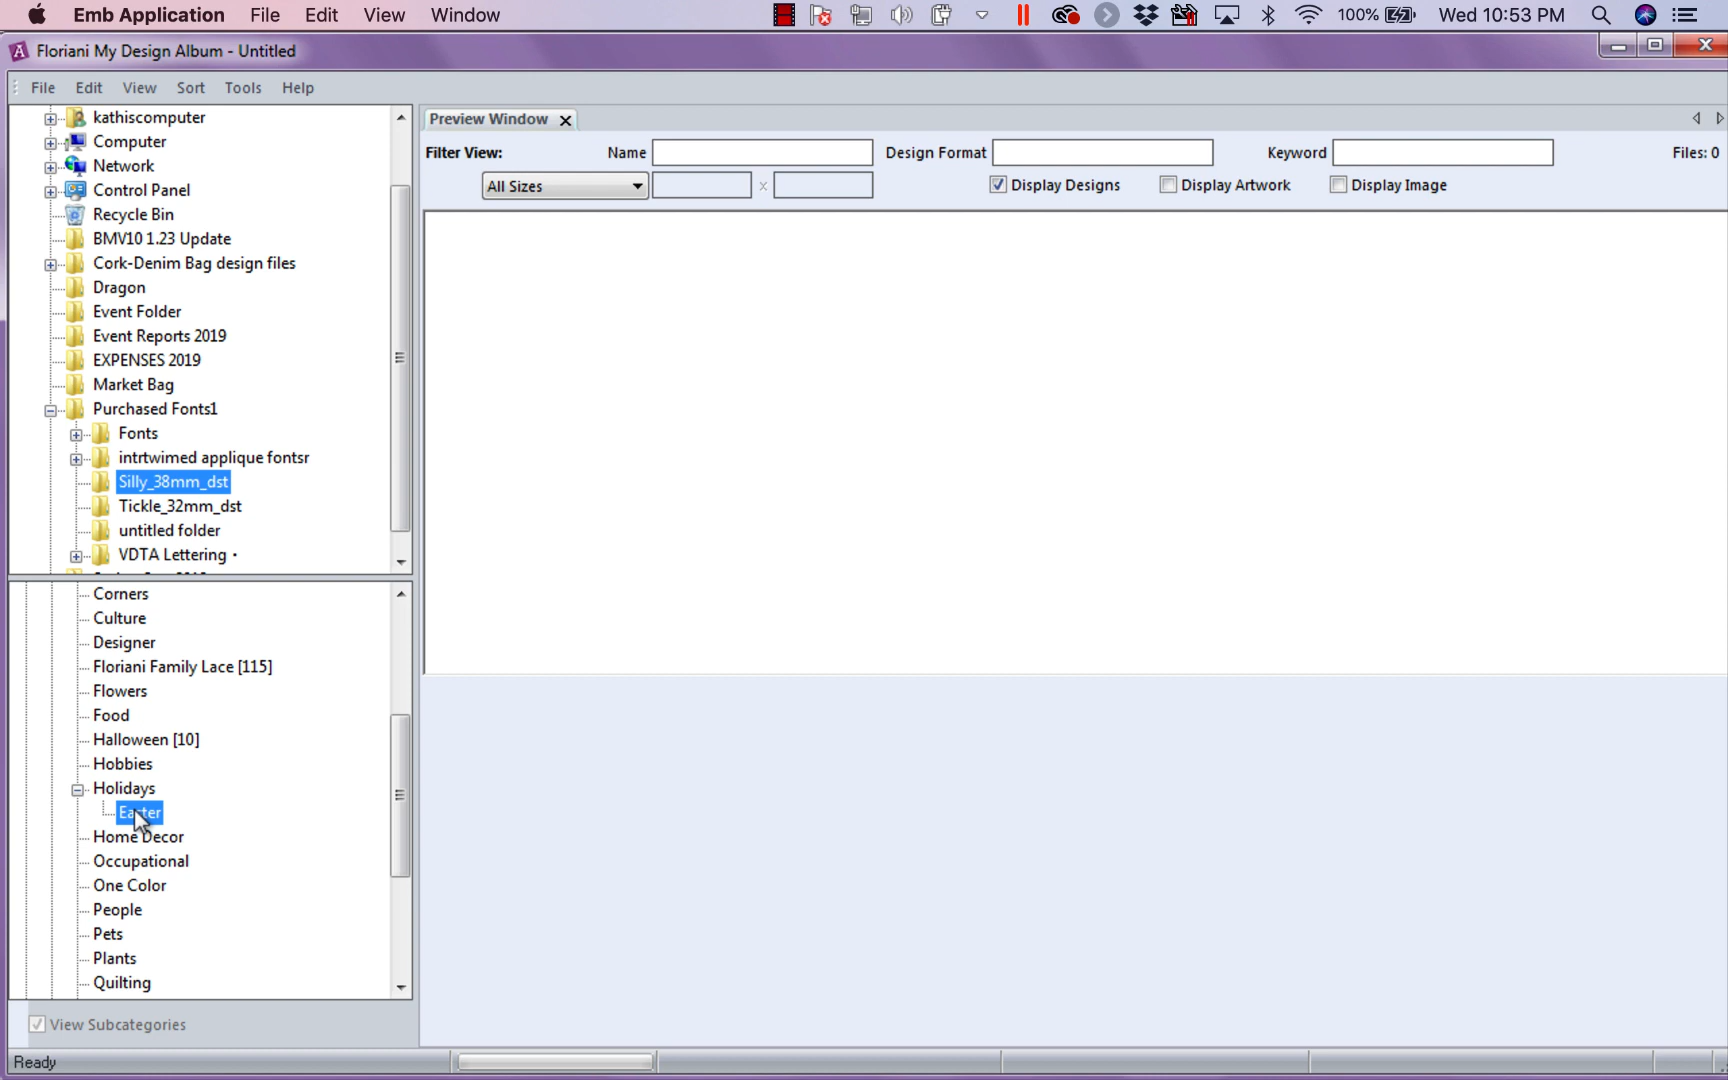 Emb Application File Edit View Window 100% Wed 10:53 PM
Floriani My Design Album - Untitled
File Edit View Sort Tools Help
kathiscomputer
Computer
Network
Control Panel
Recycle Bin
BMV10 1.23 Update
Cork-Denim Bag design files
Dragon
Event Folder
Event Reports 2019
EXPENSES 2019
Market Bag
Purchased Fonts1
Fonts
intrtwimed applique fontsr
Silly_38mm_dst
Tickle_32mm_dst
untitled folder
VDTA Lettering •
Corners
Culture
Designer
Floriani Family Lace [115]
Flowers
Food
Halloween [10]
Hobbies
Holidays
Easter
Home Decor
Occupational
One Color
People
Pets
Plants
Quilting
View Subcategories
Ready
Preview Window
Filter View: Name Design Format Keyword Files: 0
All Sizes x Display Designs Display Artwork Display Image